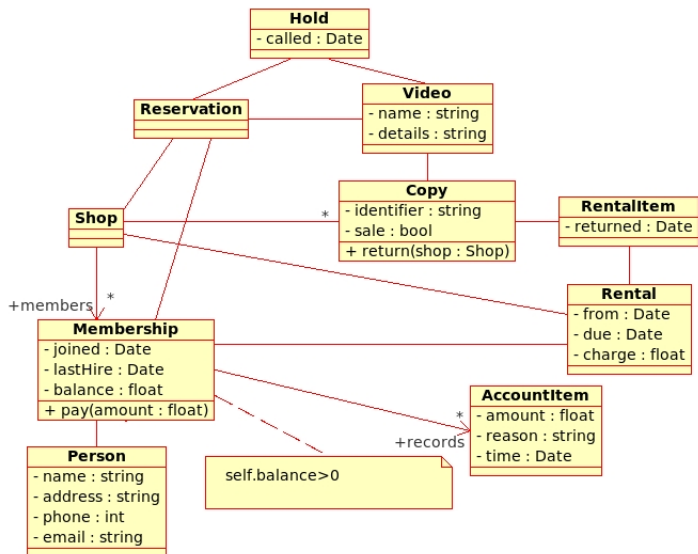 Hold
- called : Date
Reservation
Video
- name : string
- details : string
Shop
*
Copy
- identifier : string
- sale : bool
+ return(shop : Shop)
RentalItem
- returned : Date
+members
*
Rental
- from : Date
- due : Date
- charge : float
Membership
- joined : Date
- lastHire : Date
- balance : float
+ pay(amount : float)
*
+records
AccountItem
- amount : float
- reason : string
- time : Date
Person
- name : string
- address : string
- phone : int
- email : string
self.balance>0